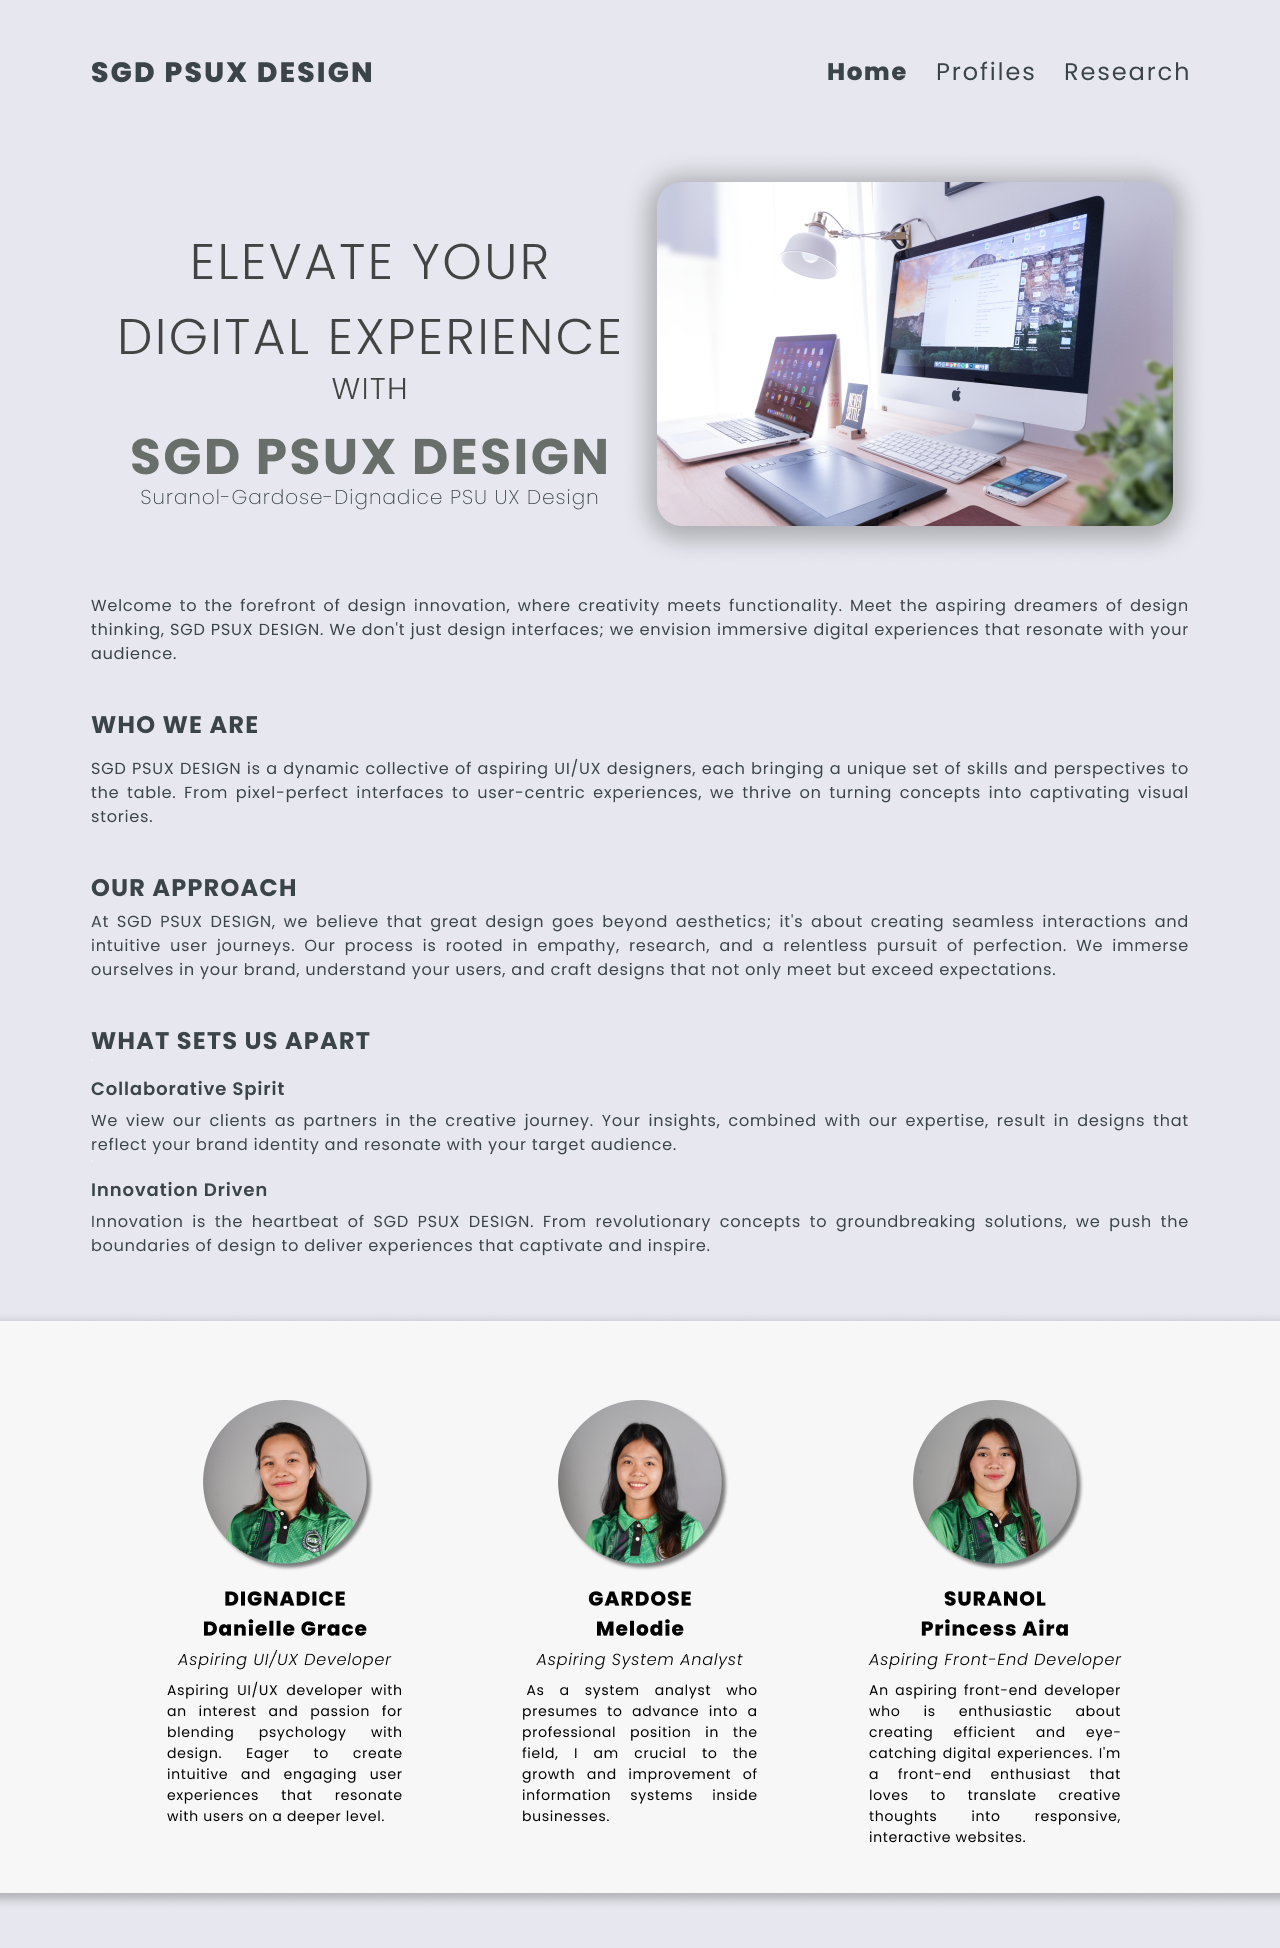 SGD PSUX DESIGN
Home Profiles Research
ELEVATE YOUR
DIGITAL EXPERIENCE
WITH
SGD PSUX DESIGN
Suranol-Gardose-Dignadice PSU UX Design
Welcome to the forefront of design innovation, where creativity meets functionality. Meet the aspiring dreamers of design
thinking, SGD PSUX DESIGN. We don't just design interfaces; we envision immersive digital experiences that resonate with your
audience.
WHO WE ARE
SGD PSUX DESIGN is a dynamic collective of aspiring UI/UX designers, each bringing a unique set of skills and perspectives to
the table. From pixel-perfect interfaces to user-centric experiences, we thrive on turning concepts into captivating visual
stories.
OUR APPROACH
At SGD PSUX DESIGN, we believe that great design goes beyond aesthetics; it's about creating seamless interactions and
intuitive user journeys. Our process is rooted in empathy, research, and a relentless pursuit of perfection. We immerse
ourselves in your brand, understand your users, and craft designs that not only meet but exceed expectations.
WHAT SETS US APART
Collaborative Spirit
We view our clients as partners in the creative journey. Your insights, combined with our expertise, result in designs that
reflect your brand identity and resonate with your target audience.
Innovation Driven
Innovation is the heartbeat of SGD PSUX DESIGN. From revolutionary concepts to groundbreaking solutions, we push the
boundaries of design to deliver experiences that captivate and inspire.
DIGNADICE
Danielle Grace
Aspiring UI/UX Developer
Aspiring UI/UX developer with
an interest and passion for
blending psychology with
design. Eager to create
intuitive and engaging user
experiences that resonate
with users on a deeper level.
GARDOSE
Melodie
Aspiring System Analyst
As a system analyst who
presumes to advance into a
professional position in the
field, I am crucial to the
growth and improvement of
information systems inside
businesses.
SURANOL
Princess Aira
Aspiring Front-End Developer
An aspiring front-end developer
who is enthusiastic about
creating efficient and eye-
catching digital experiences. I'm
a front-end enthusiast that
loves to translate creative
thoughts into responsive,
interactive websites.